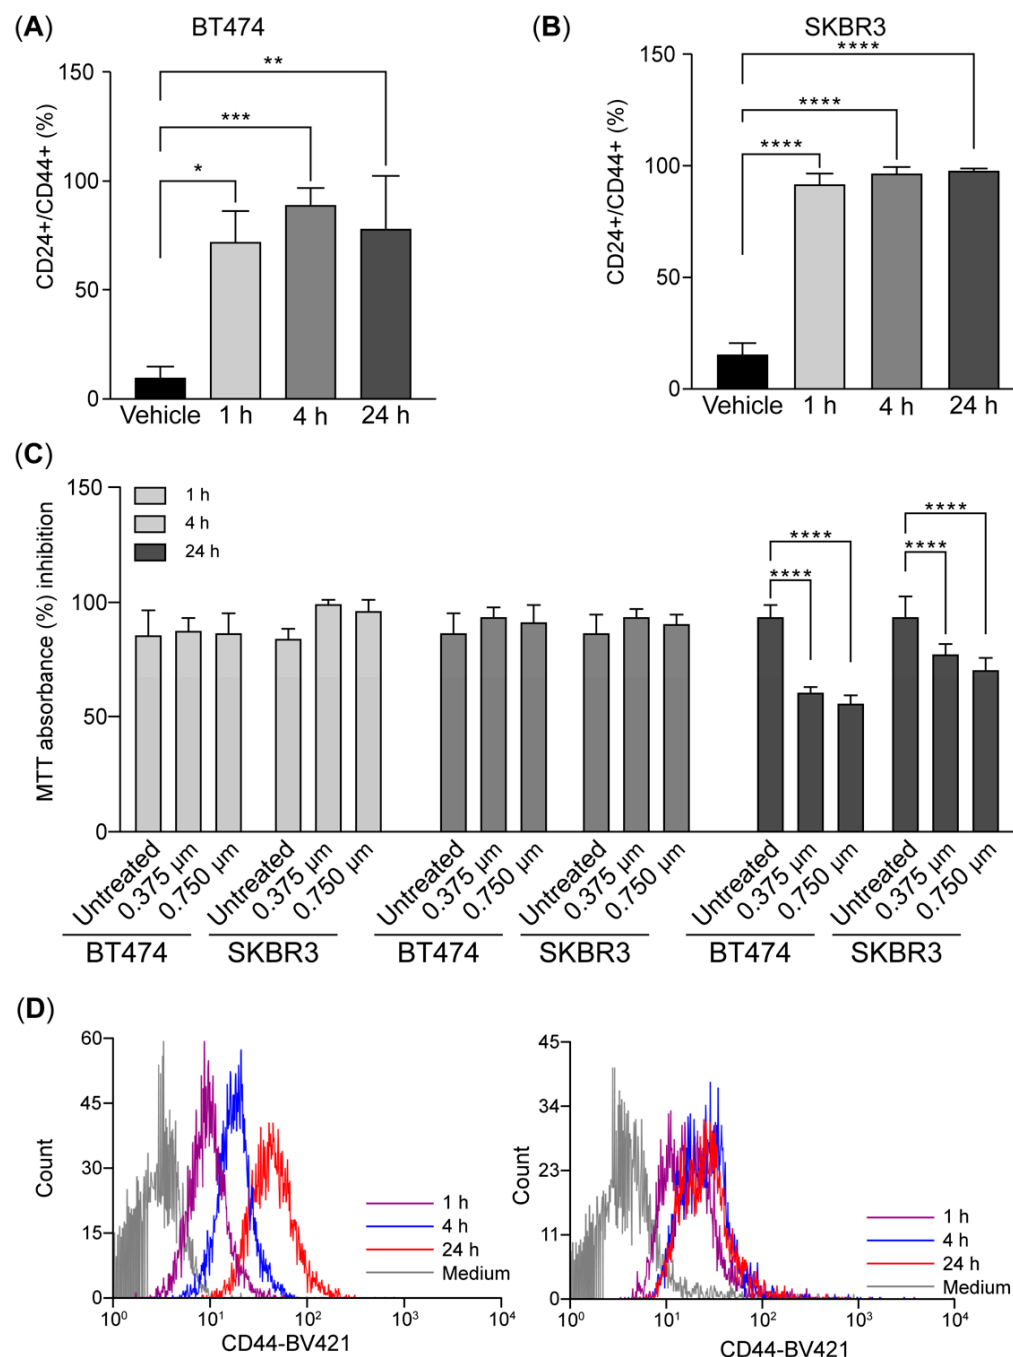 (A)
BT474
CD24+/CD44+ (%)
150
100
50
0
*
***
**
Vehicle 1 h 4 h 24 h
(B)
SKBR3
CD24+/CD44+ (%)
150
100
50
0
****
****
****
Vehicle 1 h 4 h 24 h
(C)
MTT absorbance (%) inhibition
150
100
50
0
1 h
4 h
24 h
****
****
****
****
Untreated 0.375 µm 0.750 µm Untreated 0.375 µm 0.750 µm Untreated 0.375 µm 0.750 µm Untreated 0.375 µm 0.750 µm Untreated 0.375 µm 0.750 µm Untreated 0.375 µm 0.750 µm
BT474 SKBR3 BT474 SKBR3 BT474 SKBR3
(D)
Count
60
45
30
15
0
1 h
4 h
24 h
Medium
10⁰ 10¹ 10² 10³ 10⁴
CD44-BV421
Count
45
34
23
11
0
1 h
4 h
24 h
Medium
10⁰ 10¹ 10² 10³ 10⁴
CD44-BV421